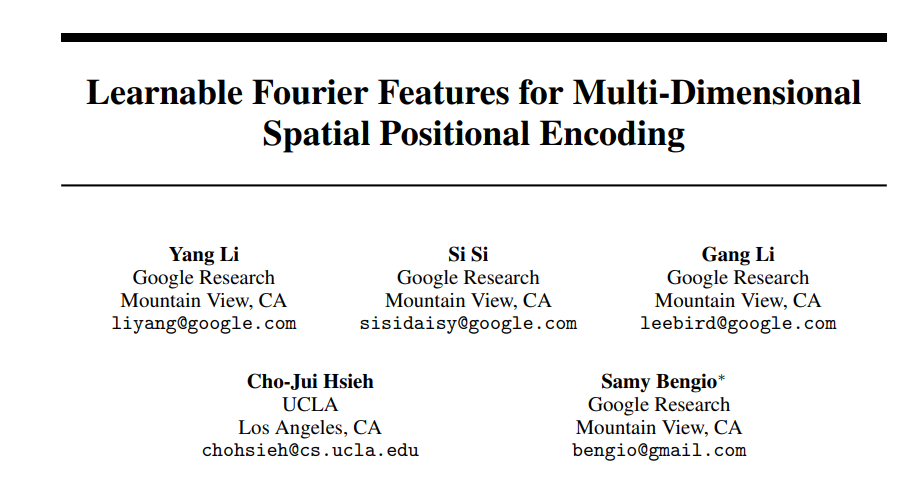 Learnable Fourier Features for Multi-Dimensional
Spatial Positional Encoding
Yang Li
Google Research
Mountain View, CA
liyang@google.com
Si Si
Google Research
Mountain View, CA
sisidaisy@google.com
Gang Li
Google Research
Mountain View, CA
leebird@google.com
Cho-Jui Hsieh
UCLA
Los Angeles, CA
chohsieh@cs.ucla.edu
Samy Bengio*
Google Research
Mountain View, CA
bengio@gmail.com